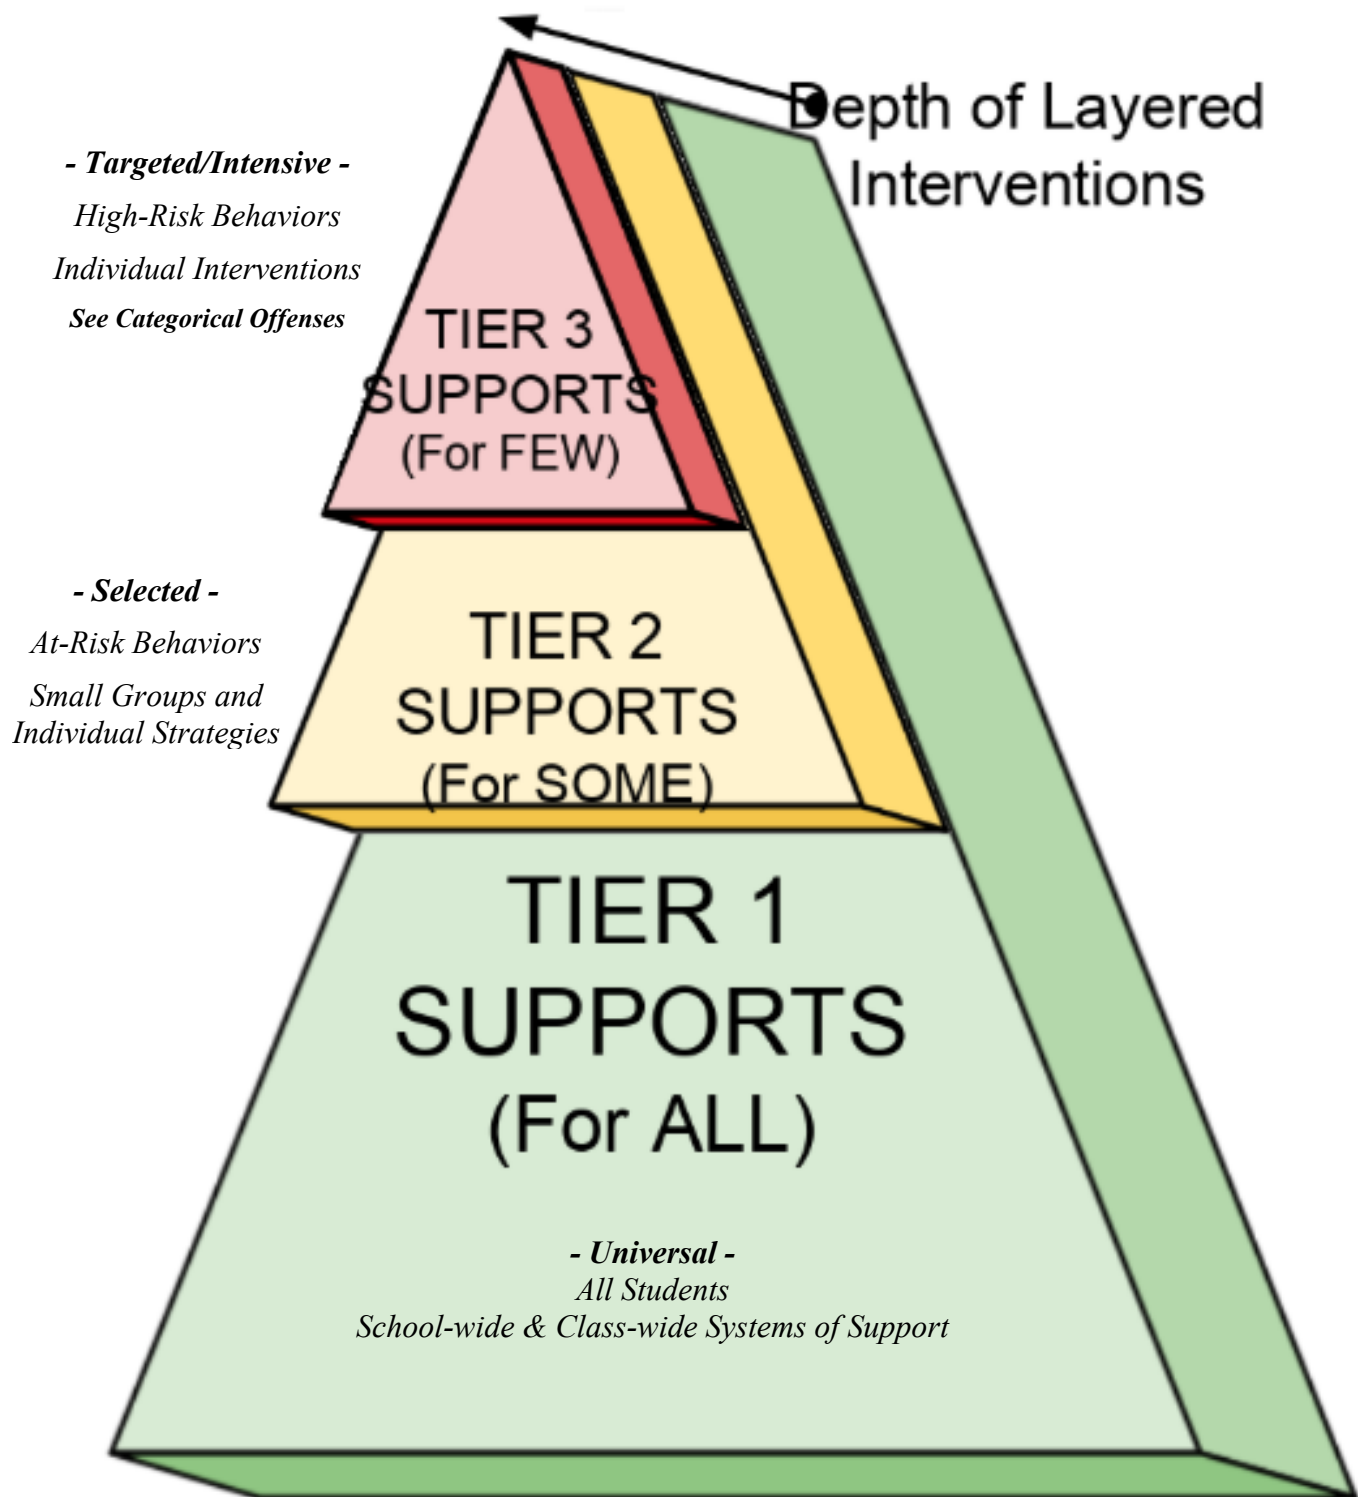 Depth of Layered
Interventions
- Targeted/Intensive -
High-Risk Behaviors
Individual Interventions
See Categorical Offenses
TIER 3
SUPPORTS
(For FEW)
- Selected -
At-Risk Behaviors
Small Groups and
Individual Strategies
TIER 2
SUPPORTS
(For SOME)
TIER 1
SUPPORTS
(For ALL)
- Universal -
All Students
School-wide & Class-wide Systems of Support